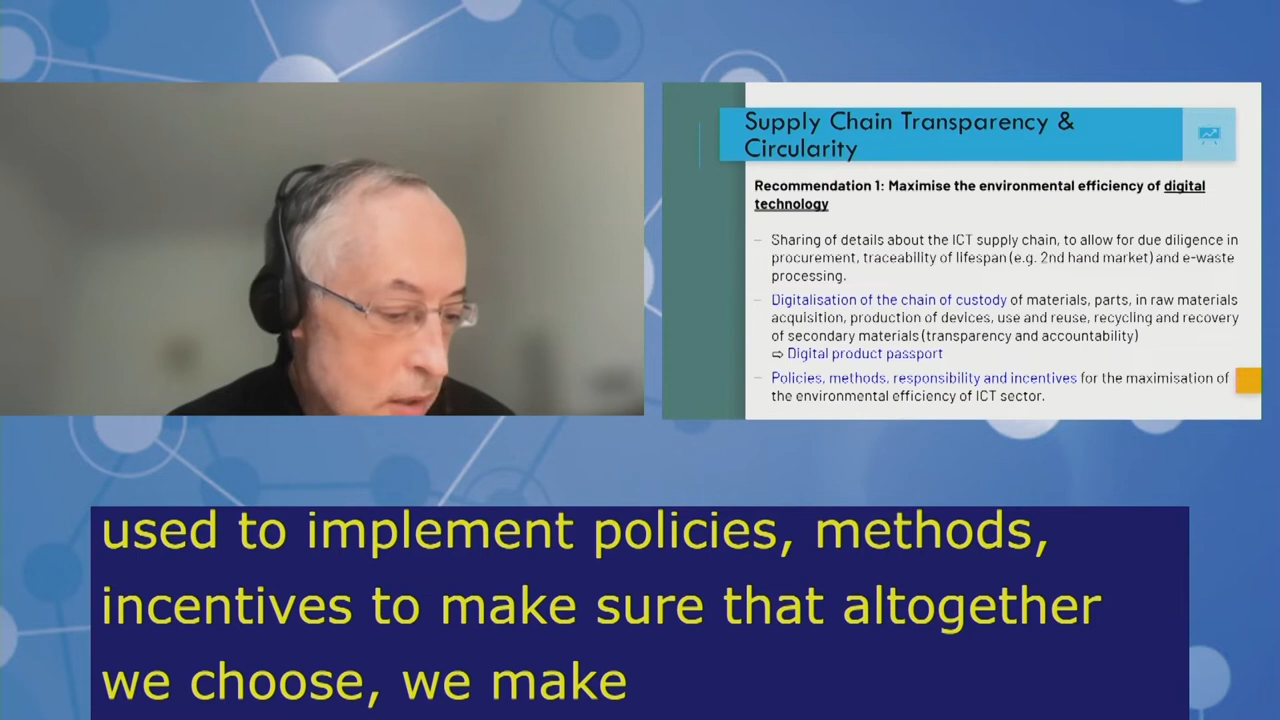 Supply Chain Transparency &
Circularity
Recommendation 1: Maximise the environmental efficiency of digital
technology
– Sharing of details about the ICT supply chain, to allow for due diligence in
procurement, traceability of lifespan (e.g. 2nd hand market) and e-waste
processing.
– Digitalisation of the chain of custody of materials, parts, in raw materials
acquisition, production of devices, use and reuse, recycling and recovery
of secondary materials (transparency and accountability)
⇨ Digital product passport
– Policies, methods, responsibility and incentives for the maximisation of
the environmental efficiency of ICT sector.
used to implement policies, methods,
incentives to make sure that altogether
we choose, we make